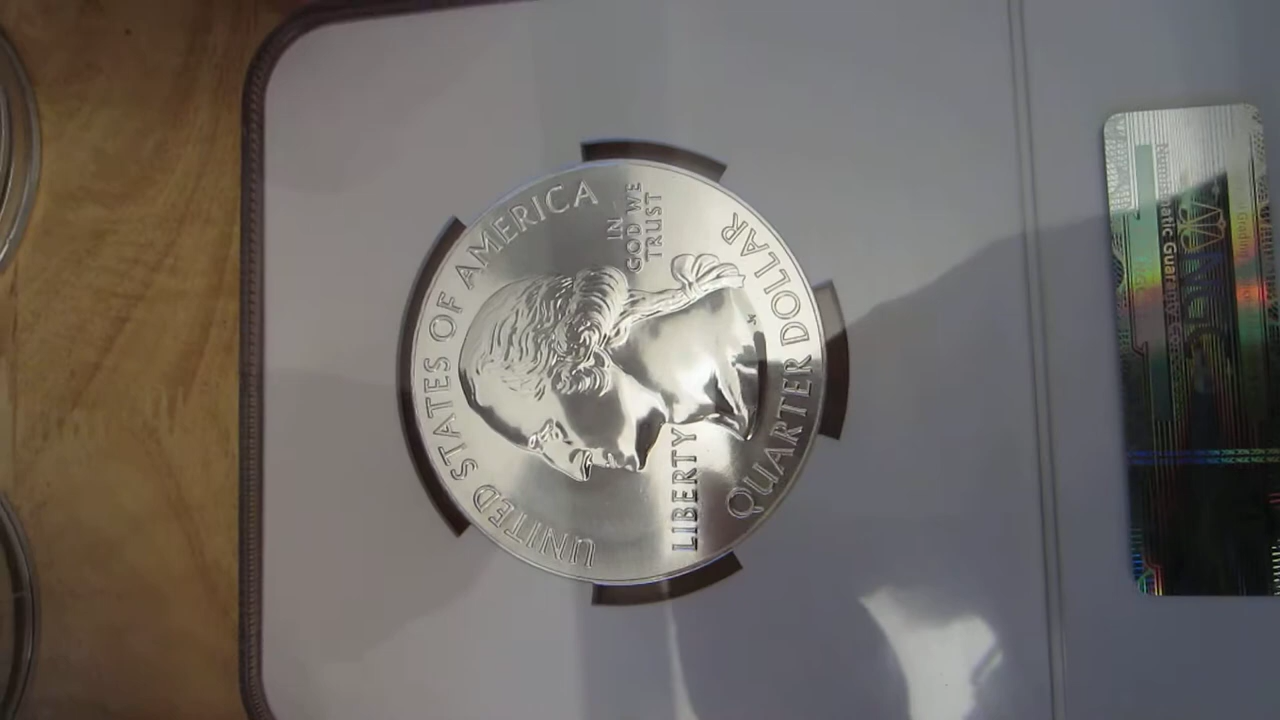 UNITED STATES OF AMERICA
IN
GOD WE
TRUST
LIBERTY
QUARTER DOLLAR
NGC